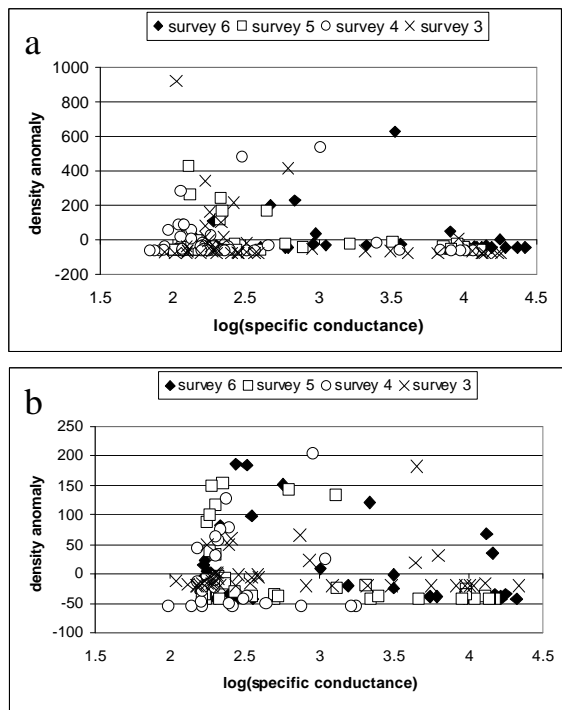 a
survey 6 survey 5 survey 4 survey 3
1000
800
600
400
200
0
-200
density anomaly
1.5 2 2.5 3 3.5 4 4.5
log(specific conductance)
b
survey 6 survey 5 survey 4 survey 3
250
200
150
100
50
0
-50
-100
density anomaly
1.5 2 2.5 3 3.5 4 4.5
log(specific conductance)